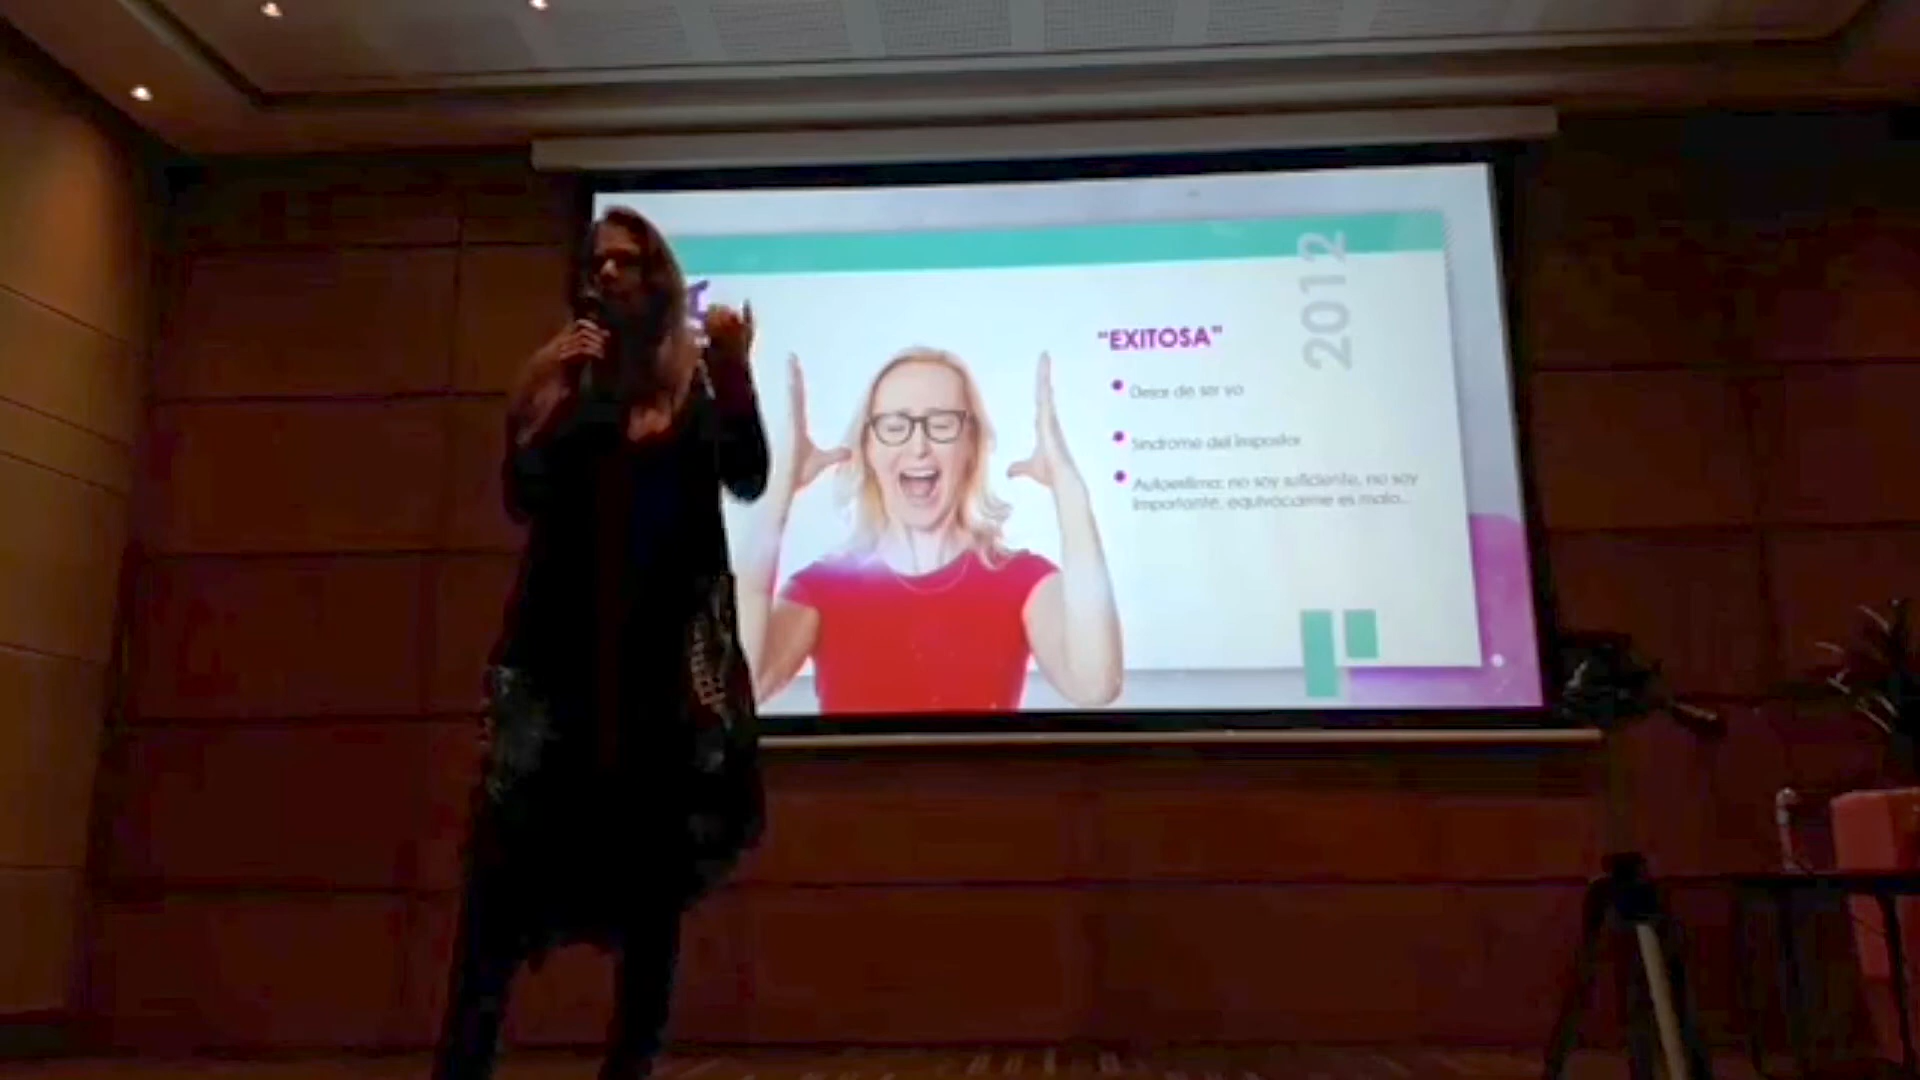 2012
“EXITOSA”
Dejar de ser yo
Síndrome del impostor
Autoestima: no soy suficiente, no soy
importante, equivocarme es malo...